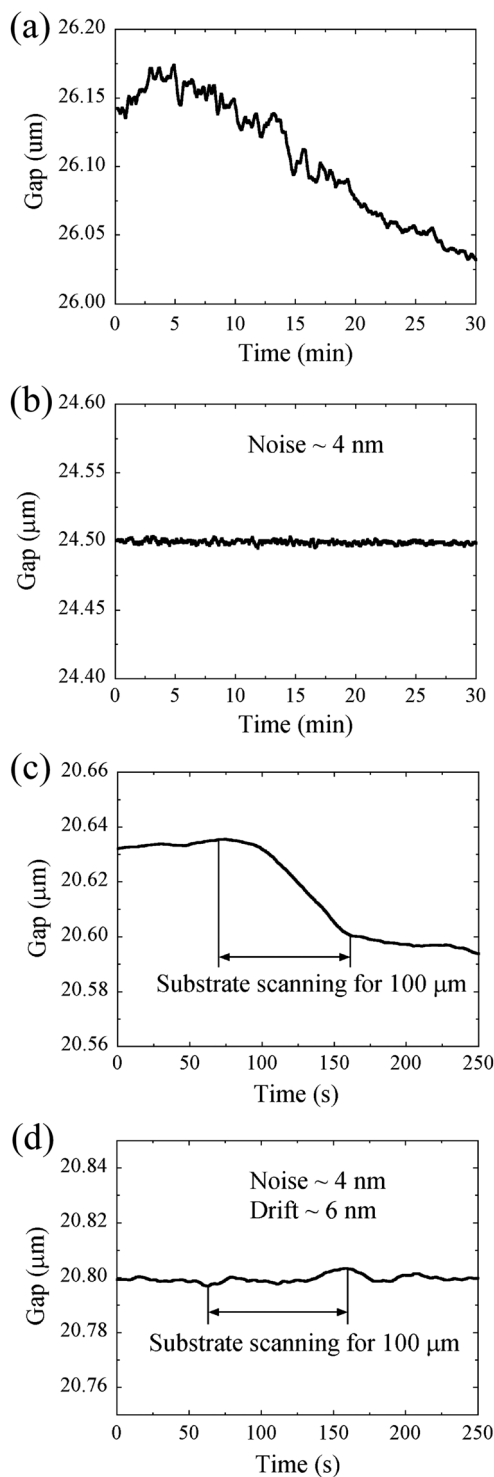 (a)
26.20
26.15
26.10
26.05
26.00
Gap (um)
0 5 10 15 20 25 30
Time (min)
(b)
24.60
24.55
24.50
24.45
24.40
Gap (μm)
Noise ~ 4 nm
0 5 10 15 20 25 30
Time (min)
(c)
20.66
20.64
20.62
20.60
20.58
20.56
Gap (μm)
Substrate scanning for 100 μm
0 50 100 150 200 250
Time (s)
(d)
20.84
20.82
20.80
20.78
20.76
Gap (μm)
Noise ~ 4 nm
Drift ~ 6 nm
Substrate scanning for 100 μm
0 50 100 150 200 250
Time (s)